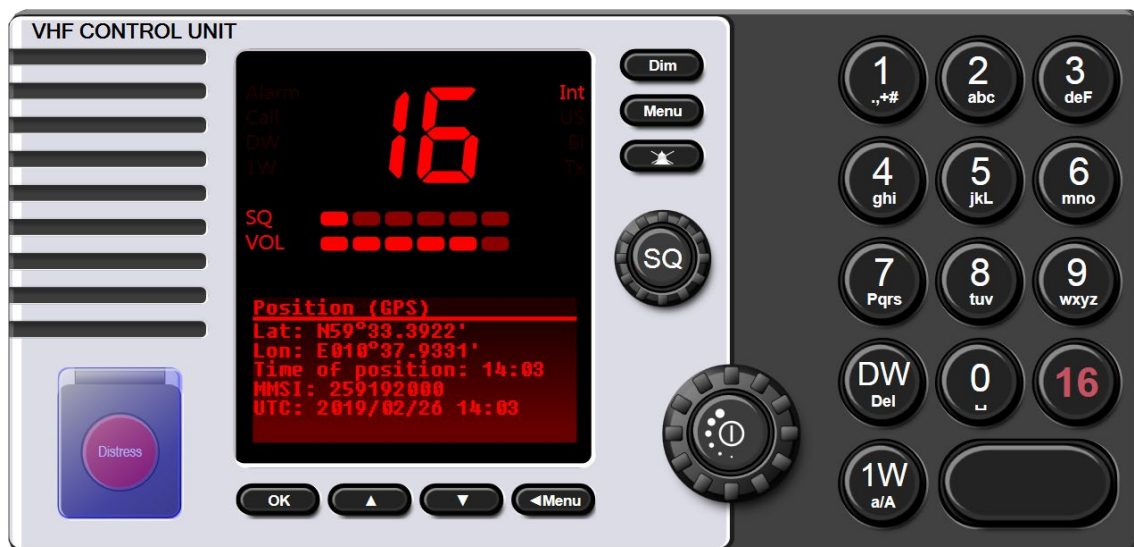 VHF CONTROL UNIT
Alarm
Call
DW
1W
16
Int
US
BI
Tx
SQ
VOL
Position (GPS)
Lat: N59°33.3922'
Lon: E010°37.9331'
Time of position: 14:03
MMSI: 259192000
UTC: 2019/02/26 14:03
Distress
OK
▲
▼
◄Menu
Dim
Menu
SQ
1
.,+#
2
abc
3
deF
4
ghi
5
jkL
6
mno
7
Pqrs
8
tuv
9
wxyz
DW
Del
0
␣
16
1W
a/A